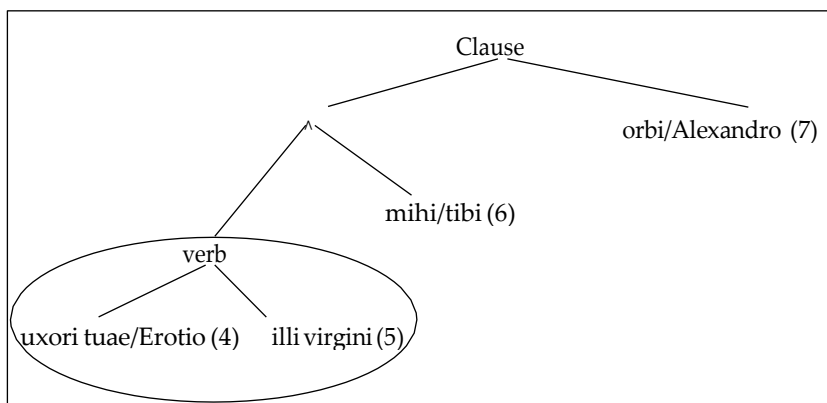 Clause
^
orbi/Alexandro (7)
mihi/tibi (6)
verb
uxori tuae/Erotio (4)
illi virgini (5)